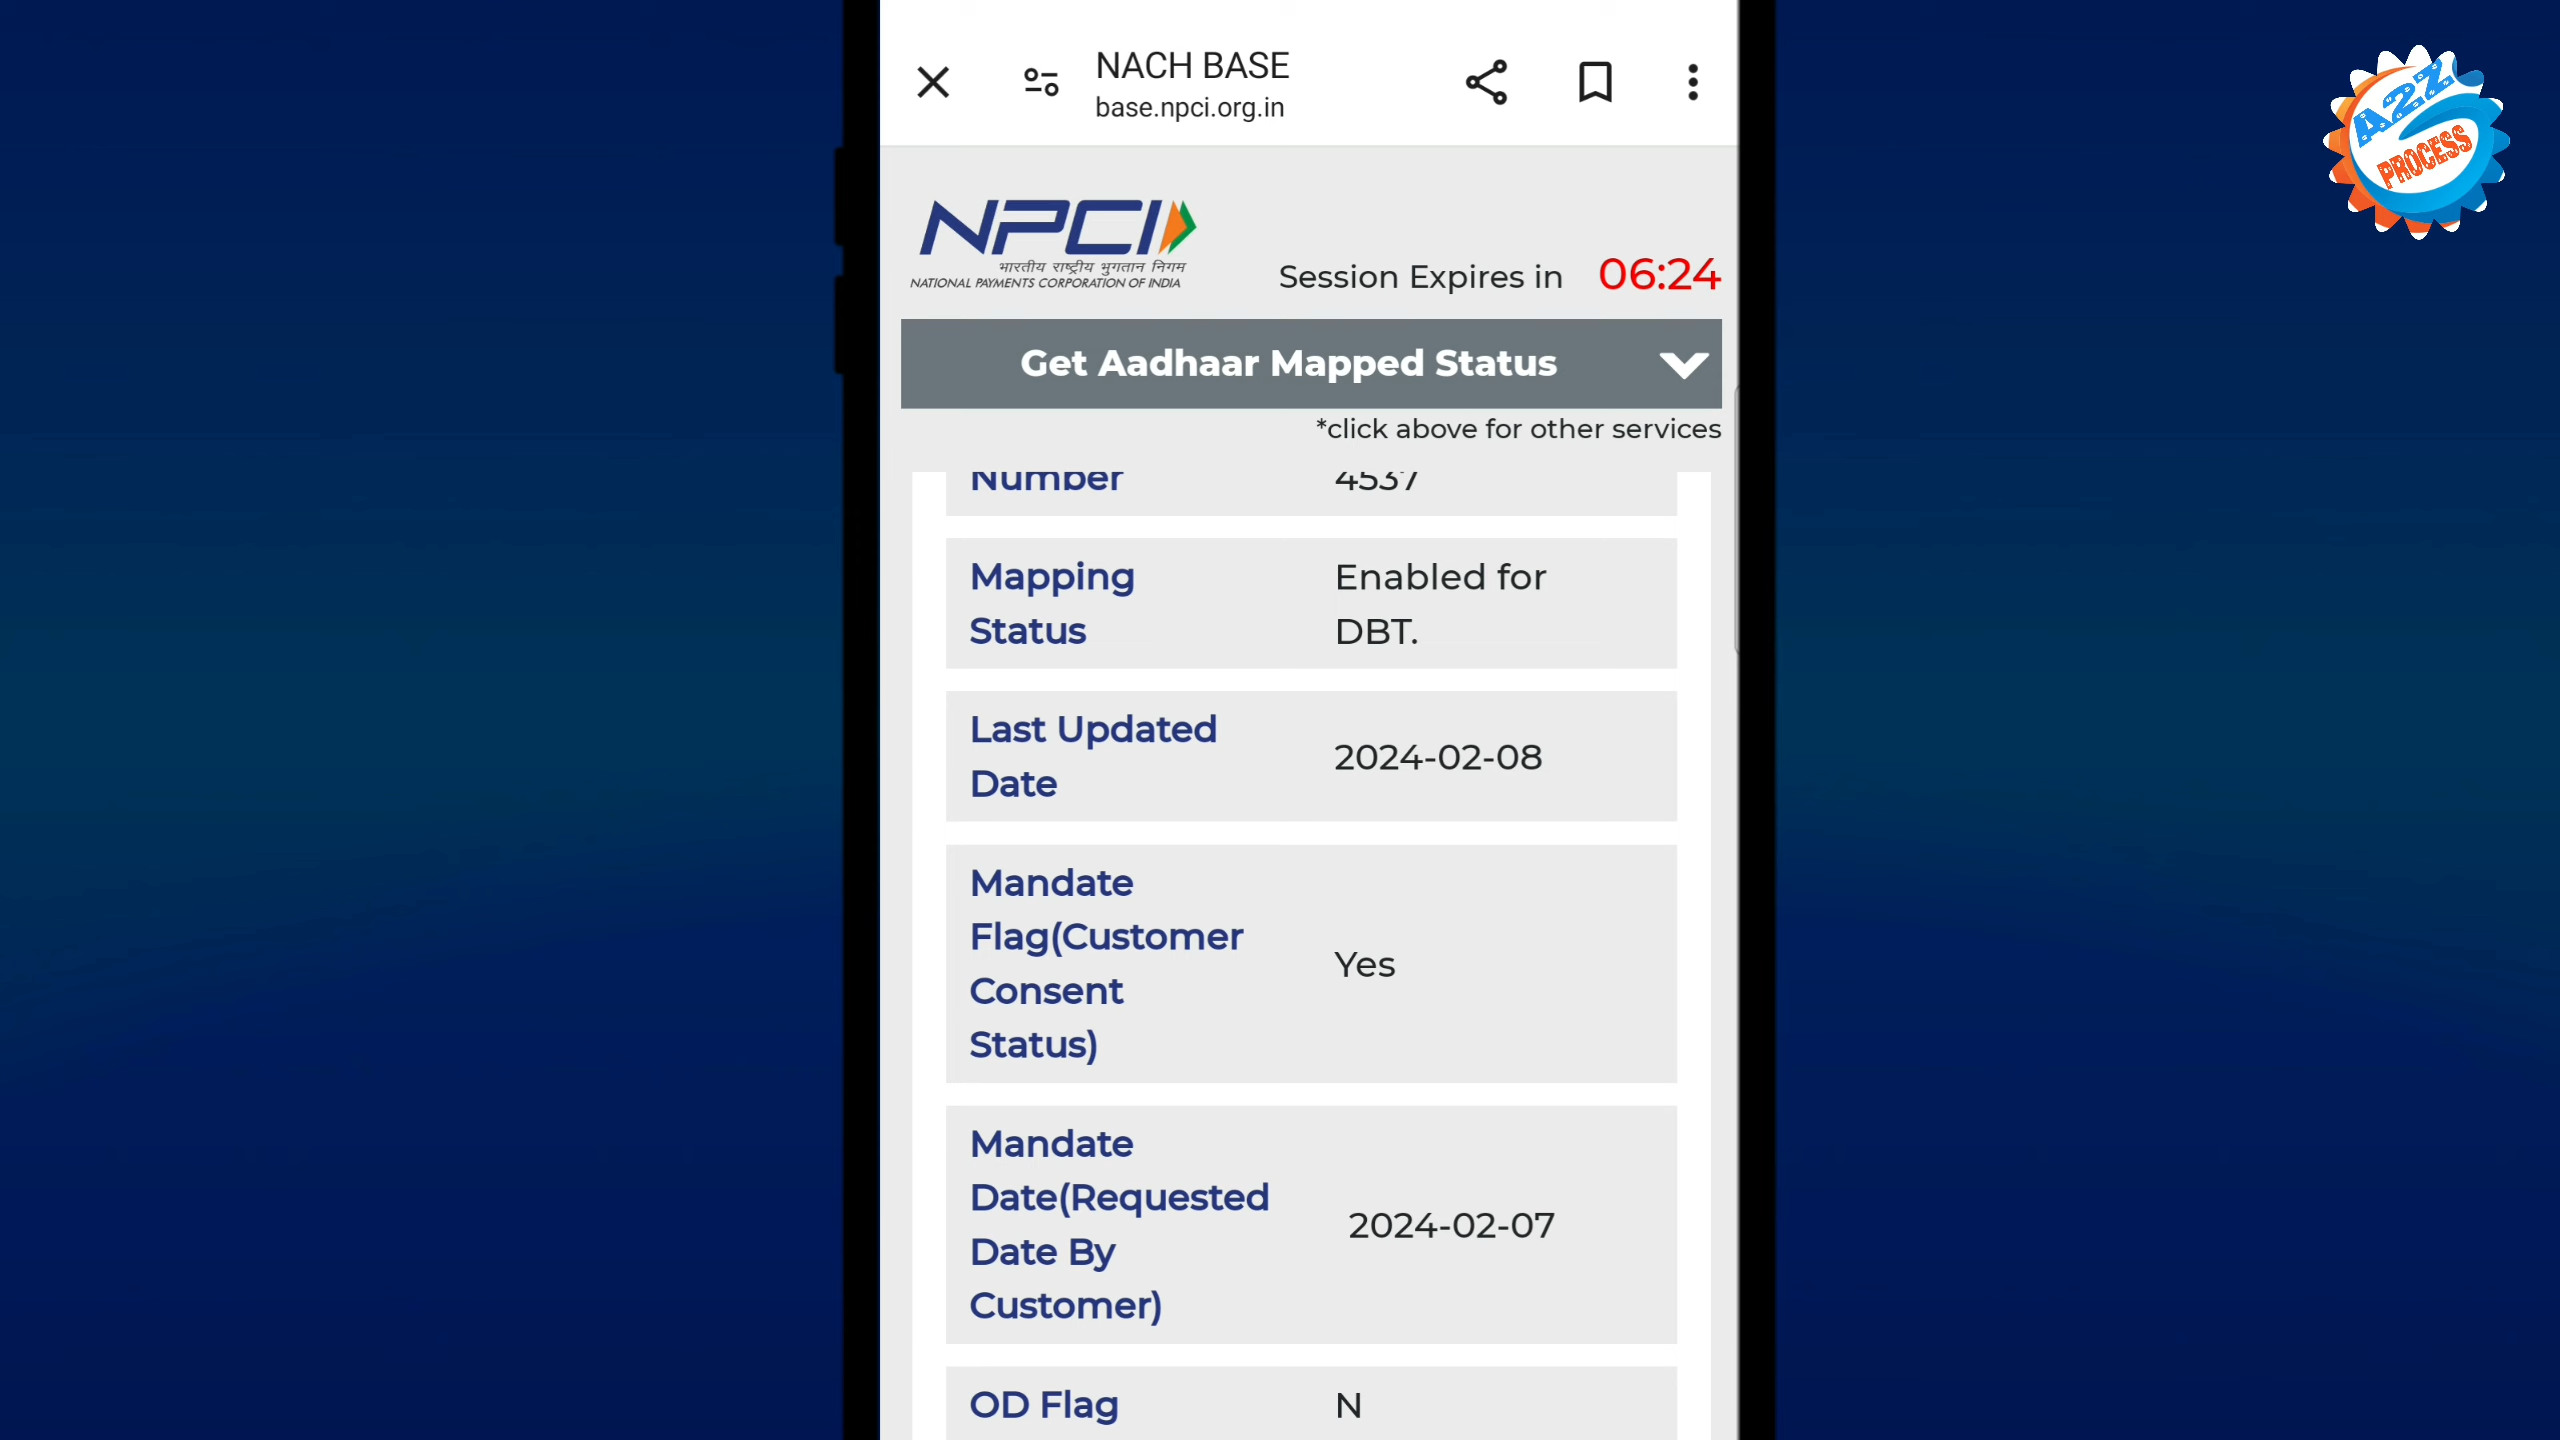 NACH BASE
base.npci.org.in
A2Z
PROCESS
NPCI
भारतीय राष्ट्रीय भुगतान निगम
NATIONAL PAYMENTS CORPORATION OF INDIA
Session Expires in 06:24
Get Aadhaar Mapped Status
*click above for other services
Number 4537
Mapping
Status
Enabled for
DBT.
Last Updated
Date
2024-02-08
Mandate
Flag(Customer
Consent
Status)
Yes
Mandate
Date(Requested
Date By
Customer)
2024-02-07
OD Flag N